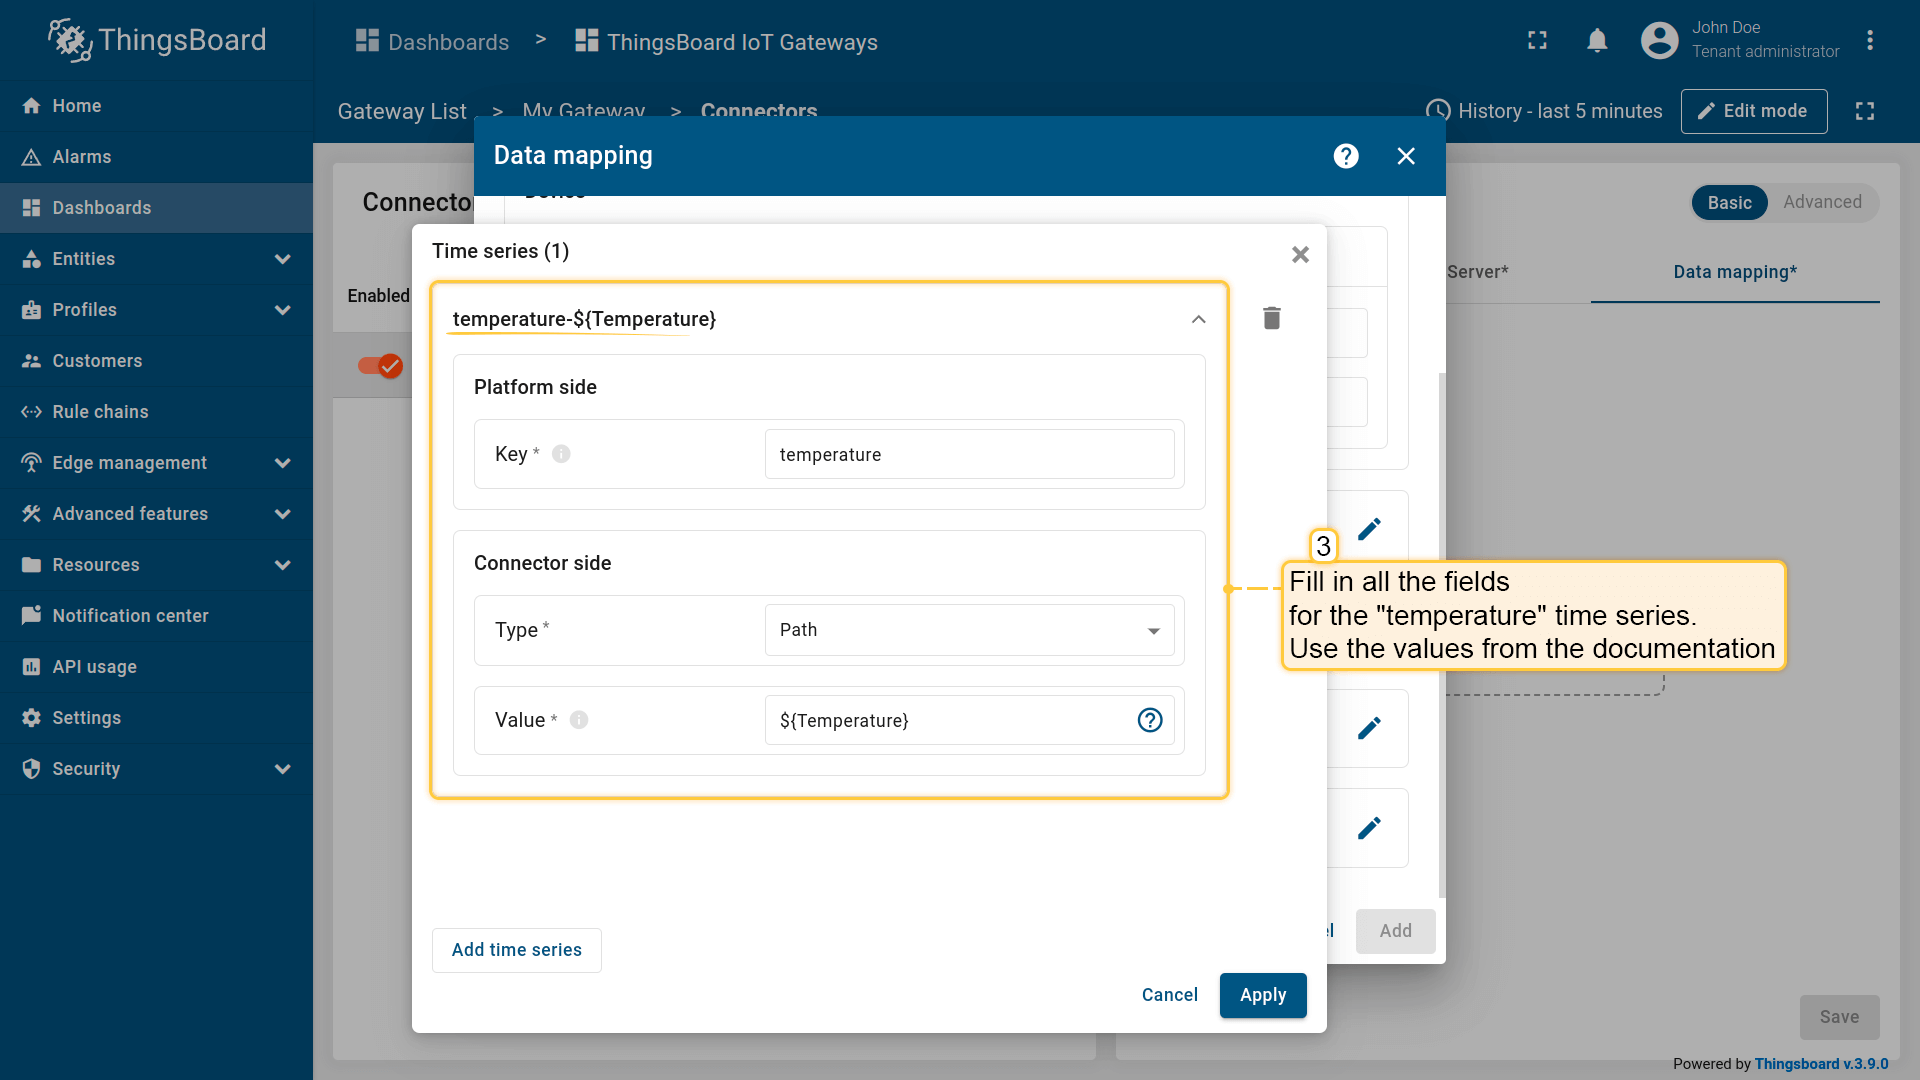 ThingsBoard
Dashboards > ThingsBoard IoT Gateways
John Doe
Tenant administrator
Home
Alarms
Dashboards
Entities
Profiles
Customers
Rule chains
Edge management
Advanced features
Resources
Notification center
API usage
Settings
Security
Gateway List > My Gateway > Connectors
History - last 5 minutes
Edit mode
Data mapping
Basic
Advanced
Server*
Data mapping*
Enabled
Time series (1)
temperature-${Temperature}
Platform side
Key *
temperature
Connector side
Type *
Path
Value *
${Temperature}
3
Fill in all the fields
for the "temperature" time series.
Use the values from the documentation
Add time series
Cancel
Apply
Add
Save
Powered by Thingsboard v.3.9.0